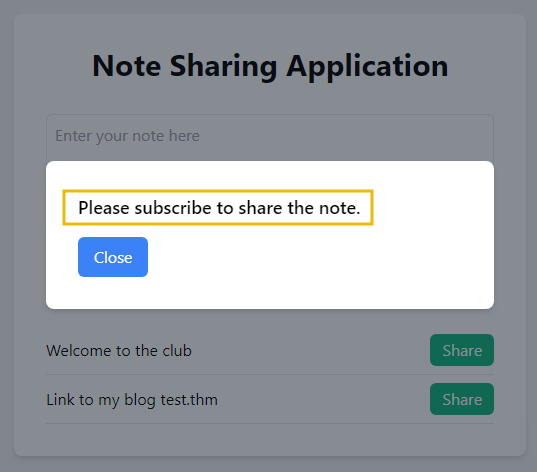 Note Sharing Application
Enter your note here
Please subscribe to share the note.
Close
Welcome to the club
Share
Link to my blog test.thm
Share